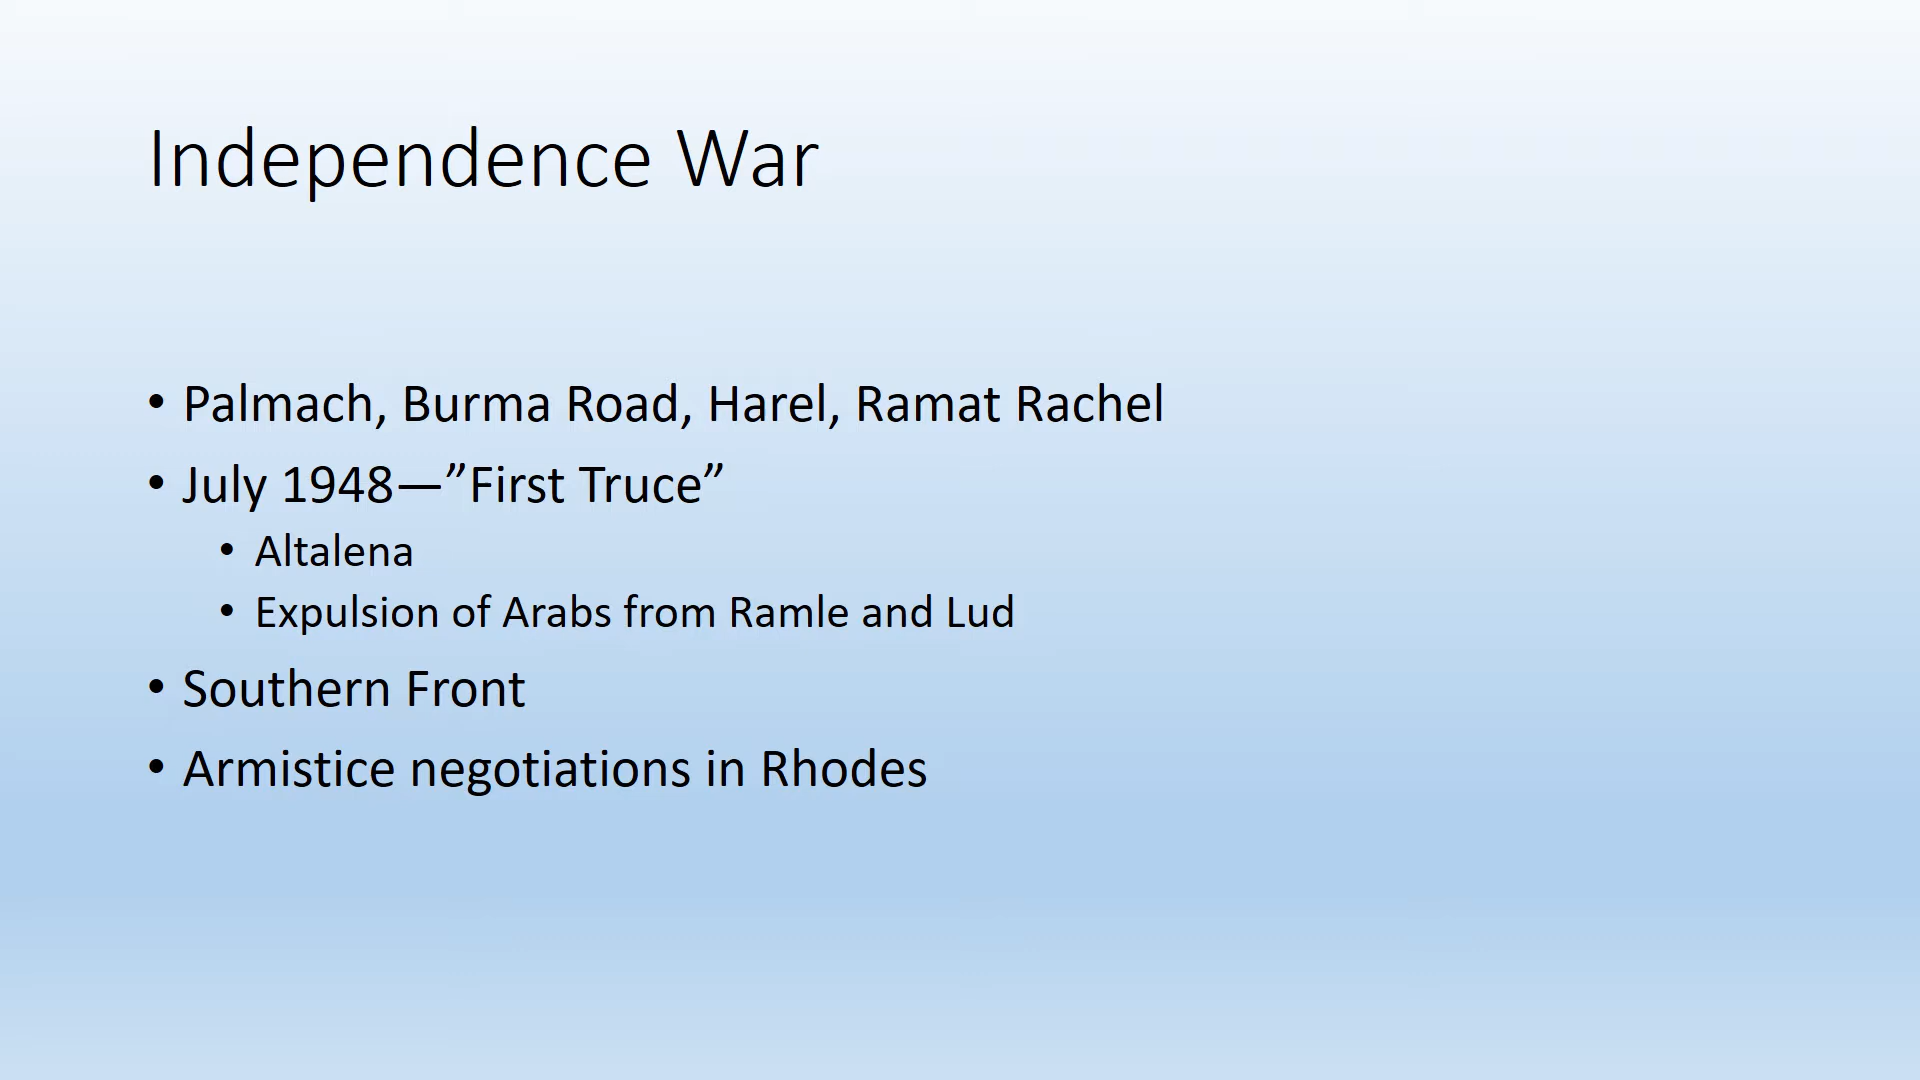 Independence War
• Palmach, Burma Road, Harel, Ramat Rachel
• July 1948—”First Truce”
• Altalena
• Expulsion of Arabs from Ramle and Lud
• Southern Front
• Armistice negotiations in Rhodes